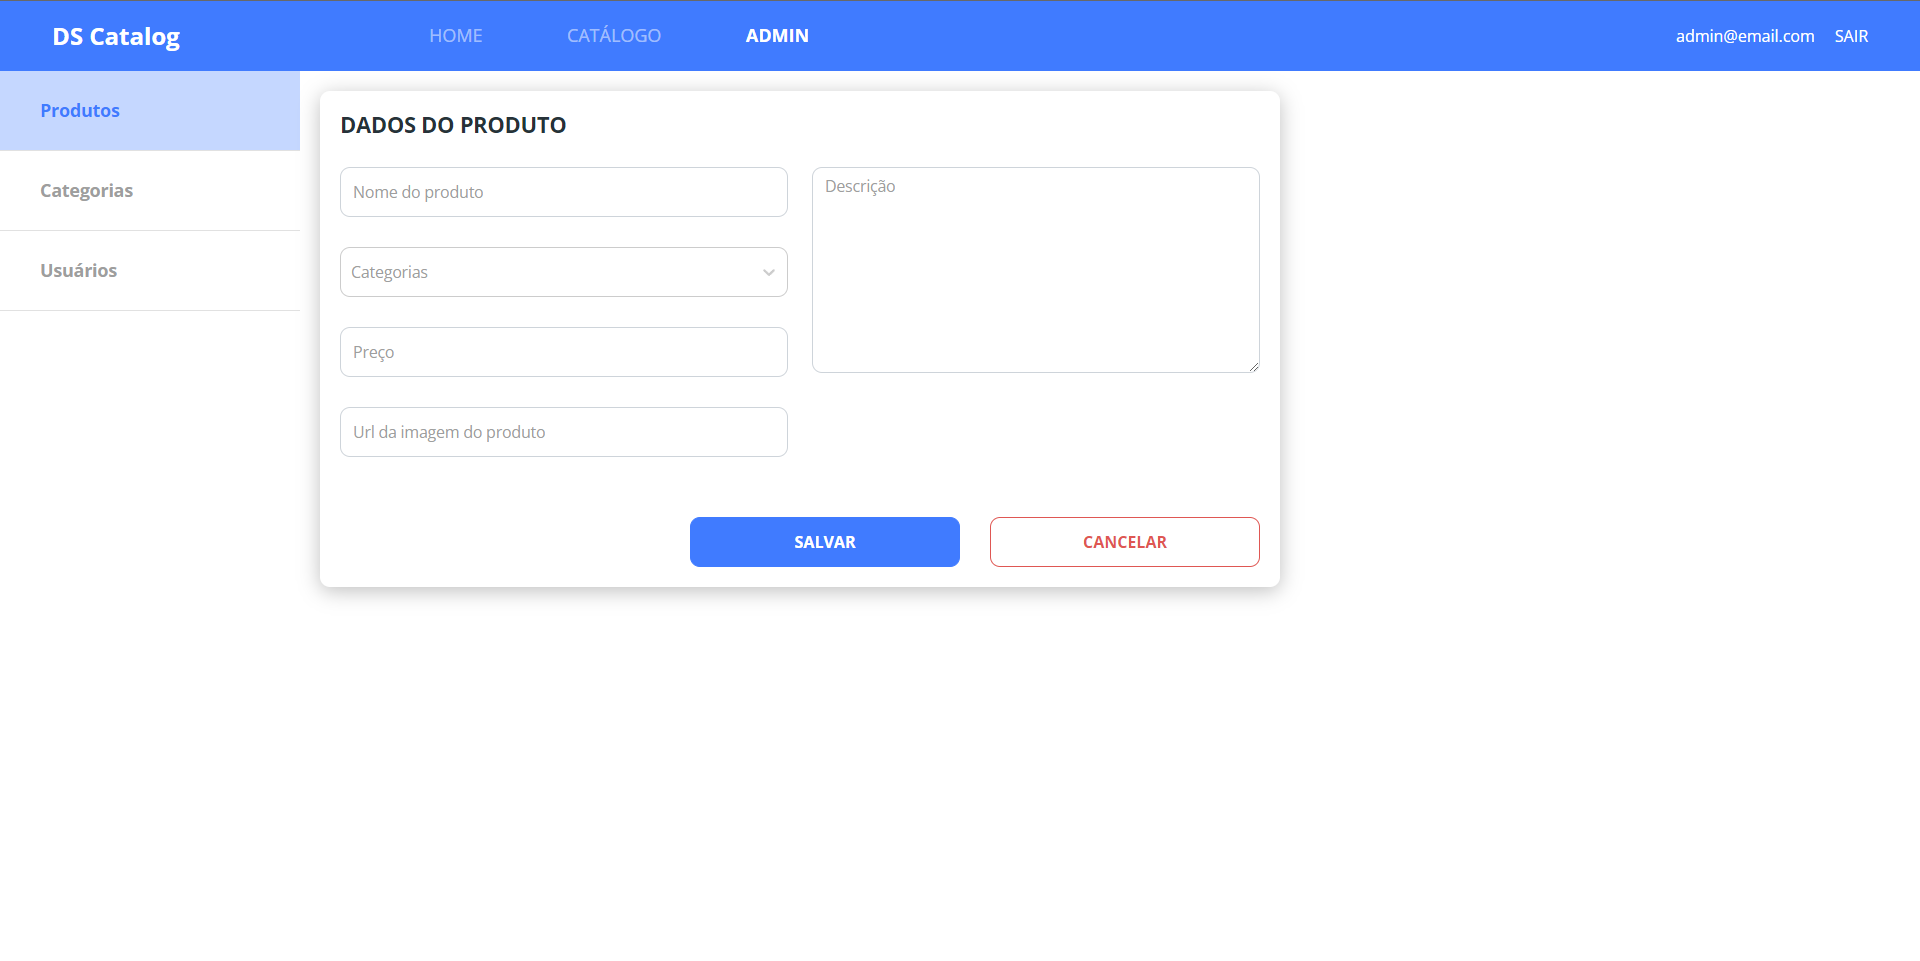 DS Catalog
HOME
CATÁLOGO
ADMIN
admin@email.com
SAIR
Produtos
Categorias
Usuários
DADOS DO PRODUTO
Nome do produto
Categorias
Preço
Url da imagem do produto
Descrição
SALVAR
CANCELAR